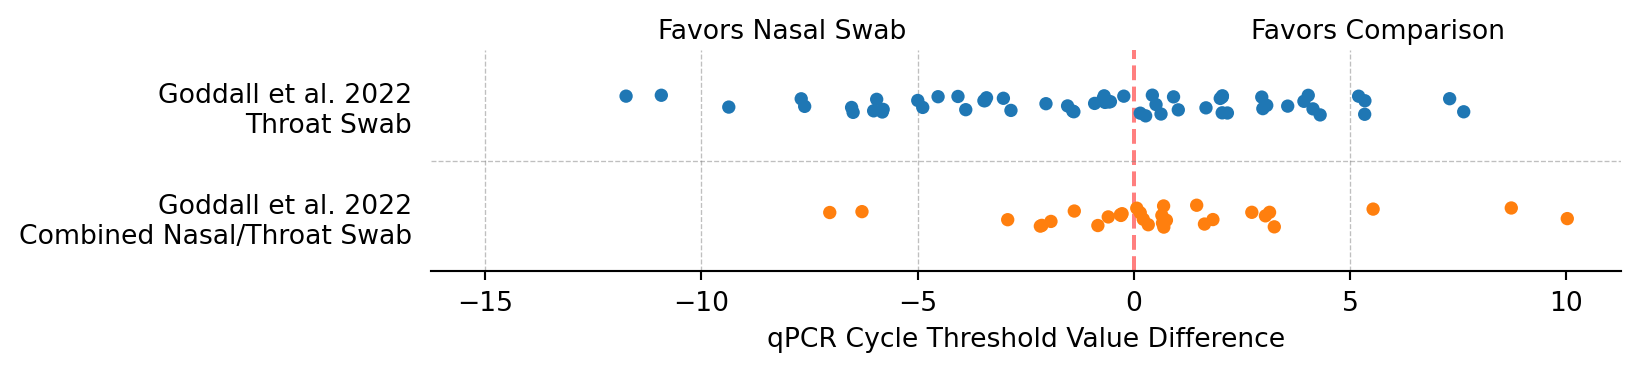 Favors Nasal Swab
Favors Comparison
Goddall et al. 2022
Throat Swab
Goddall et al. 2022
Combined Nasal/Throat Swab
−15
−10
−5
0
5
10
qPCR Cycle Threshold Value Difference